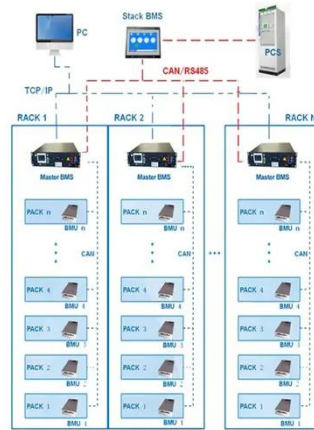 Stack BMS
PC
PCS
CAN/RS485
TCP/IP
RACK 1
RACK 2
RACK N
Master BMS
Master BMS
Master BMS
PACK n
BMU n
PACK n
BMU n
PACK n
BMU n
CAN
CAN
CAN
PACK 4
BMU 4
PACK 4
BMU 4
PACK 4
BMU 4
PACK 3
BMU 3
PACK 3
BMU 3
PACK 3
BMU 3
PACK 2
BMU 2
PACK 2
BMU 2
PACK 2
BMU 2
PACK 1
BMU 1
PACK 1
BMU 1
PACK 1
BMU 1